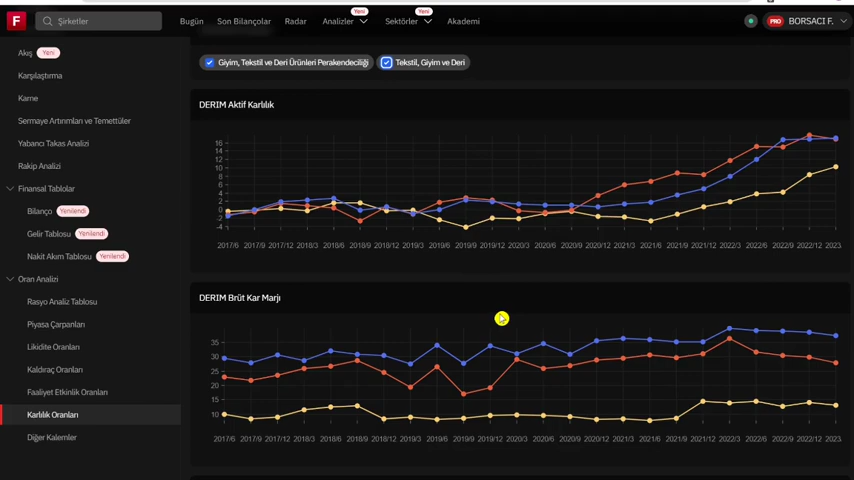 F
Şirketler
Bugün
Son Bilançolar
Radar
Analizler
Yeni
Sektörler
Yeni
Akademi
PRO BORSACI F.
Akış Yeni
Karşılaştırma
Karne
Sermaye Artırımları ve Temettüler
Yabancı Takas Analizi
Rakip Analizi
Finansal Tablolar
Bilanço Yenilendi
Gelir Tablosu Yenilendi
Nakit Akım Tablosu Yenilendi
Oran Analizi
Rasyo Analiz Tablosu
Piyasa Çarpanları
Likidite Oranları
Kaldıraç Oranları
Faaliyet Etkinlik Oranları
Karlılık Oranları
Diğer Kalemler
Giyim, Tekstil ve Deri Ürünleri Perakendeciliği
Tekstil, Giyim ve Deri
DERIM Aktif Karlılık
16
14
12
10
8
6
4
2
0
-2
-4
2017/6 2017/9 2017/12 2018/3 2018/6 2018/9 2018/12 2019/3 2019/6 2019/9 2019/12 2020/3 2020/6 2020/9 2020/12 2021/3 2021/6 2021/9 2021/12 2022/3 2022/6 2022/9 2022/12 2023.
DERIM Brüt Kar Marjı
35
30
25
20
15
10
2017/6 2017/9 2017/12 2018/3 2018/6 2018/9 2018/12 2019/3 2019/6 2019/9 2019/12 2020/3 2020/6 2020/9 2020/12 2021/3 2021/6 2021/9 2021/12 2022/3 2022/6 2022/9 2022/12 2023.